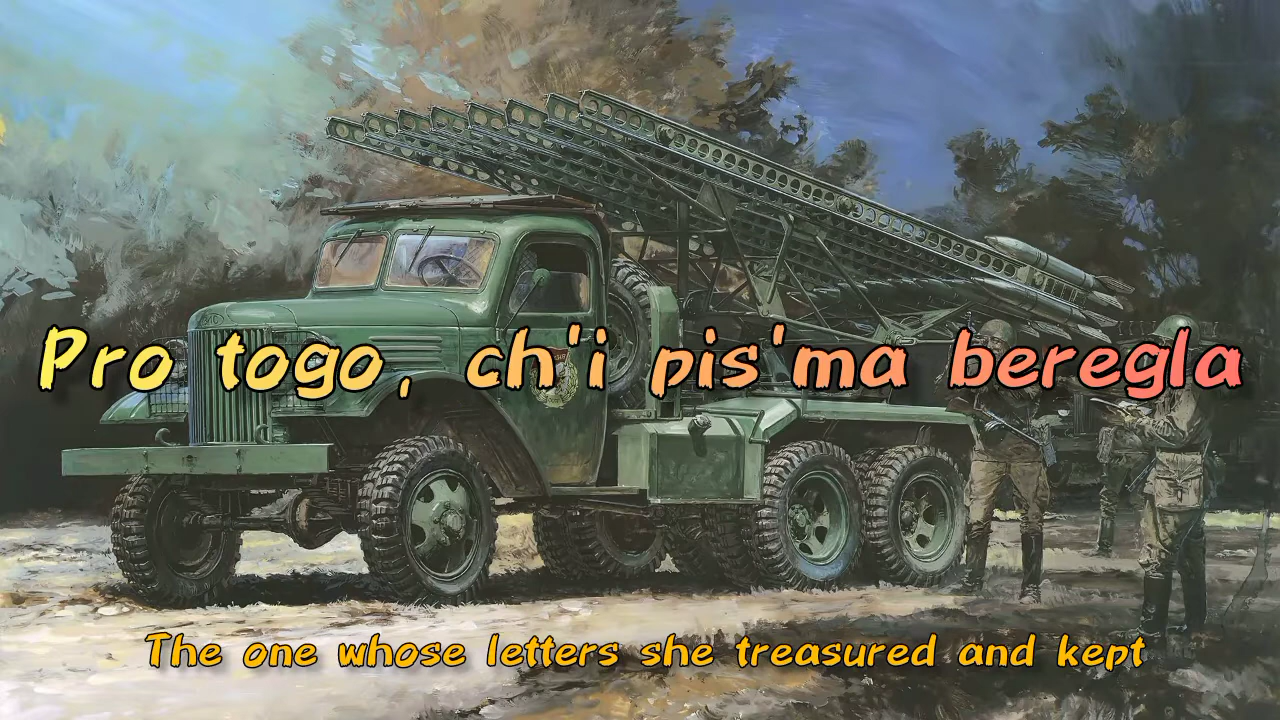 Pro togo, ch'i pis'ma beregla
The one whose letters she treasured and kept